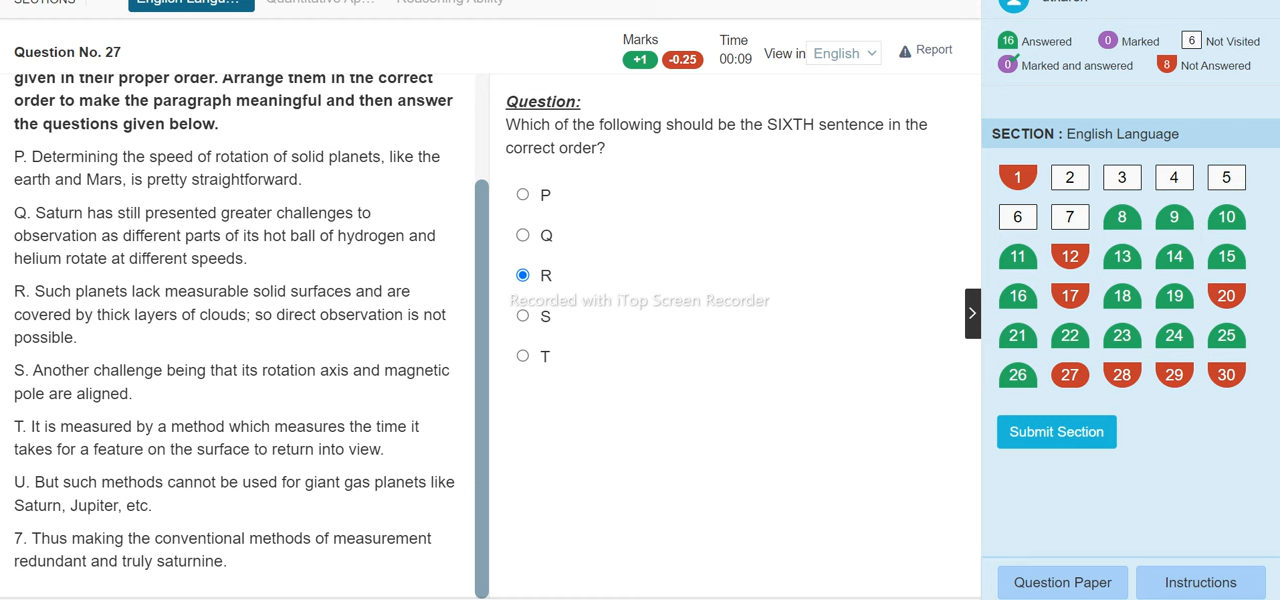 English Langu...
Question No. 27
Marks
Time
+1
-0.25
00:09
View in
English
Report
given in their proper order. Arrange them in the correct
order to make the paragraph meaningful and then answer
the questions given below.
P. Determining the speed of rotation of solid planets, like the
earth and Mars, is pretty straightforward.
Q. Saturn has still presented greater challenges to
observation as different parts of its hot ball of hydrogen and
helium rotate at different speeds.
R. Such planets lack measurable solid surfaces and are
covered by thick layers of clouds; so direct observation is not
possible.
S. Another challenge being that its rotation axis and magnetic
pole are aligned.
T. It is measured by a method which measures the time it
takes for a feature on the surface to return into view.
U. But such methods cannot be used for giant gas planets like
Saturn, Jupiter, etc.
7. Thus making the conventional methods of measurement
redundant and truly saturnine.
Question:
Which of the following should be the SIXTH sentence in the
correct order?
P
Q
R
Recorded with iTop Screen Recorder
S
T
16 Answered
0 Marked
6 Not Visited
0 Marked and answered
8 Not Answered
SECTION : English Language
1 2 3 4 5
6 7 8 9 10
11 12 13 14 15
16 17 18 19 20
21 22 23 24 25
26 27 28 29 30
Submit Section
Question Paper
Instructions